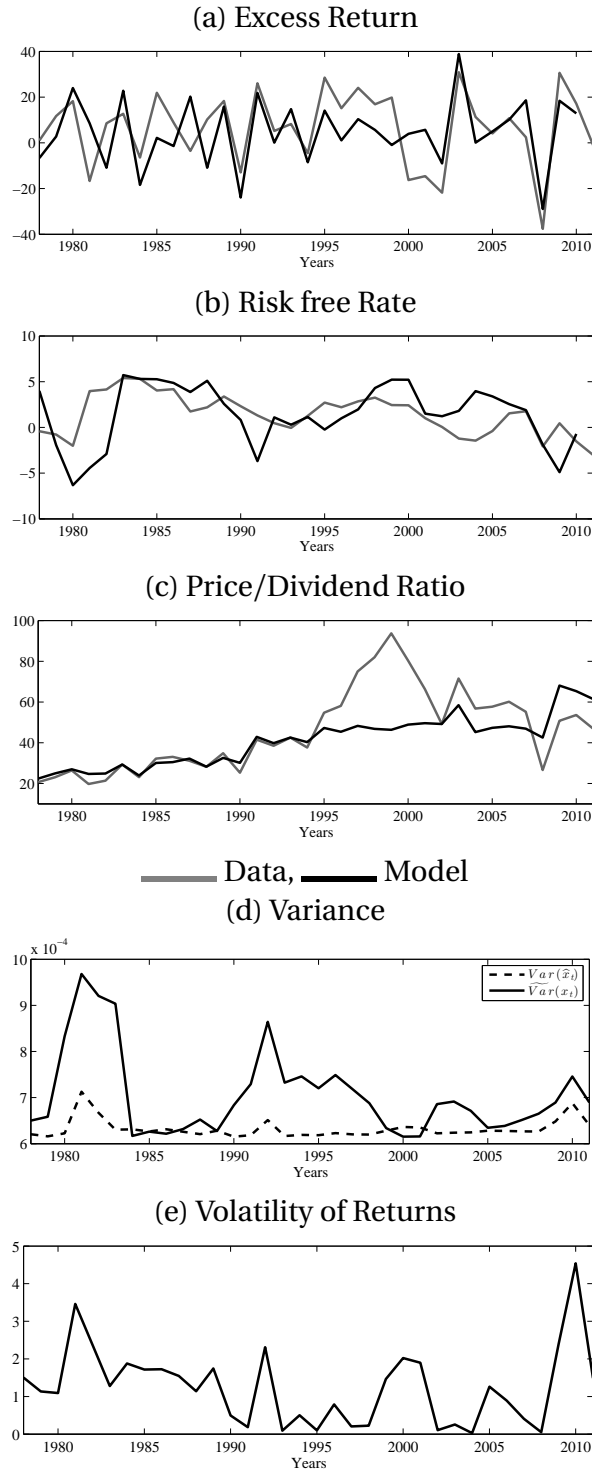 (a) Excess Return
40
20
0
−20
−40
1980 1985 1990 1995 2000 2005 2010
Years
(b) Risk free Rate
10
5
0
−5
−10
1980 1985 1990 1995 2000 2005 2010
Years
(c) Price/Dividend Ratio
100
80
60
40
20
1980 1985 1990 1995 2000 2005 2010
Years
Data, Model
(d) Variance
x 10⁻⁴
10
9
8
7
6
Var(x̂ₜ)
V͠ar(xₜ)
1980 1985 1990 1995 2000 2005 2010
Years
(e) Volatility of Returns
5
4
3
2
1
0
1980 1985 1990 1995 2000 2005 2010
Years